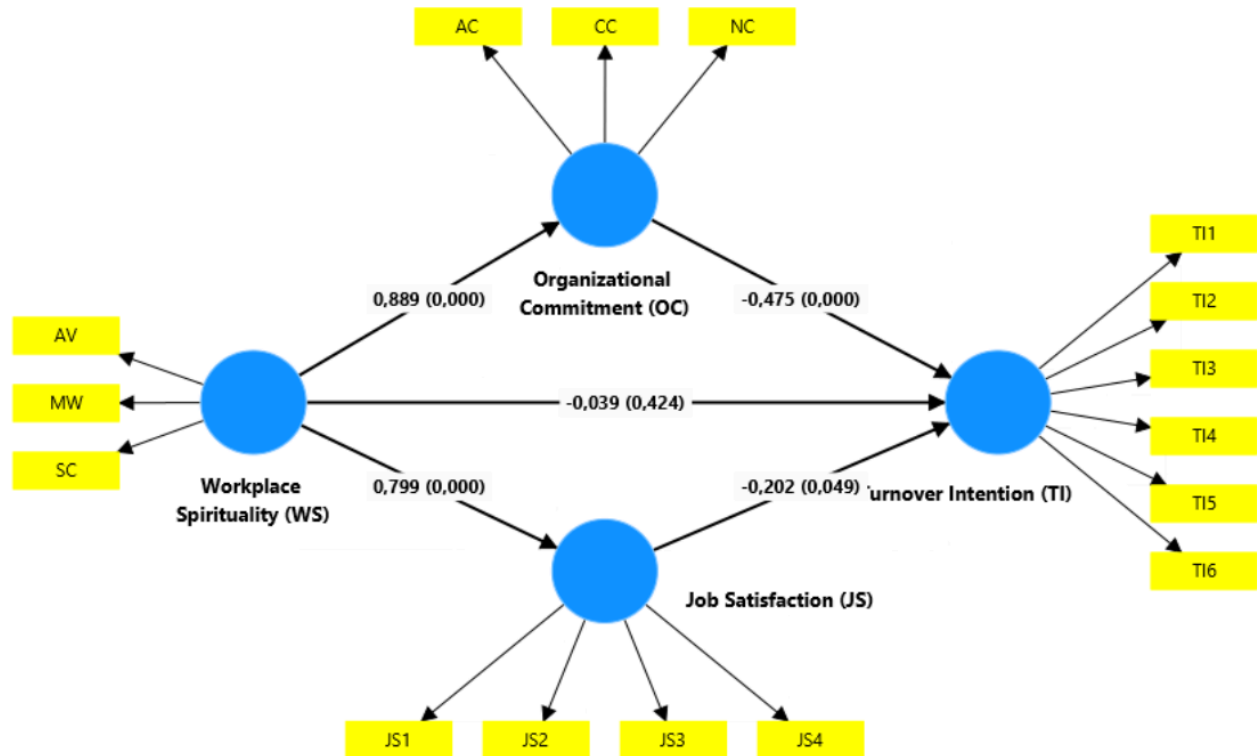 AC
CC
NC
Organizational
Commitment (OC)
0,889 (0,000)
-0,475 (0,000)
AV
MW
SC
Workplace
Spirituality (WS)
-0,039 (0,424)
TI1
TI2
TI3
TI4
TI5
TI6
urnover Intention (TI)
0,799 (0,000)
-0,202 (0,049)
Job Satisfaction (JS)
JS1
JS2
JS3
JS4